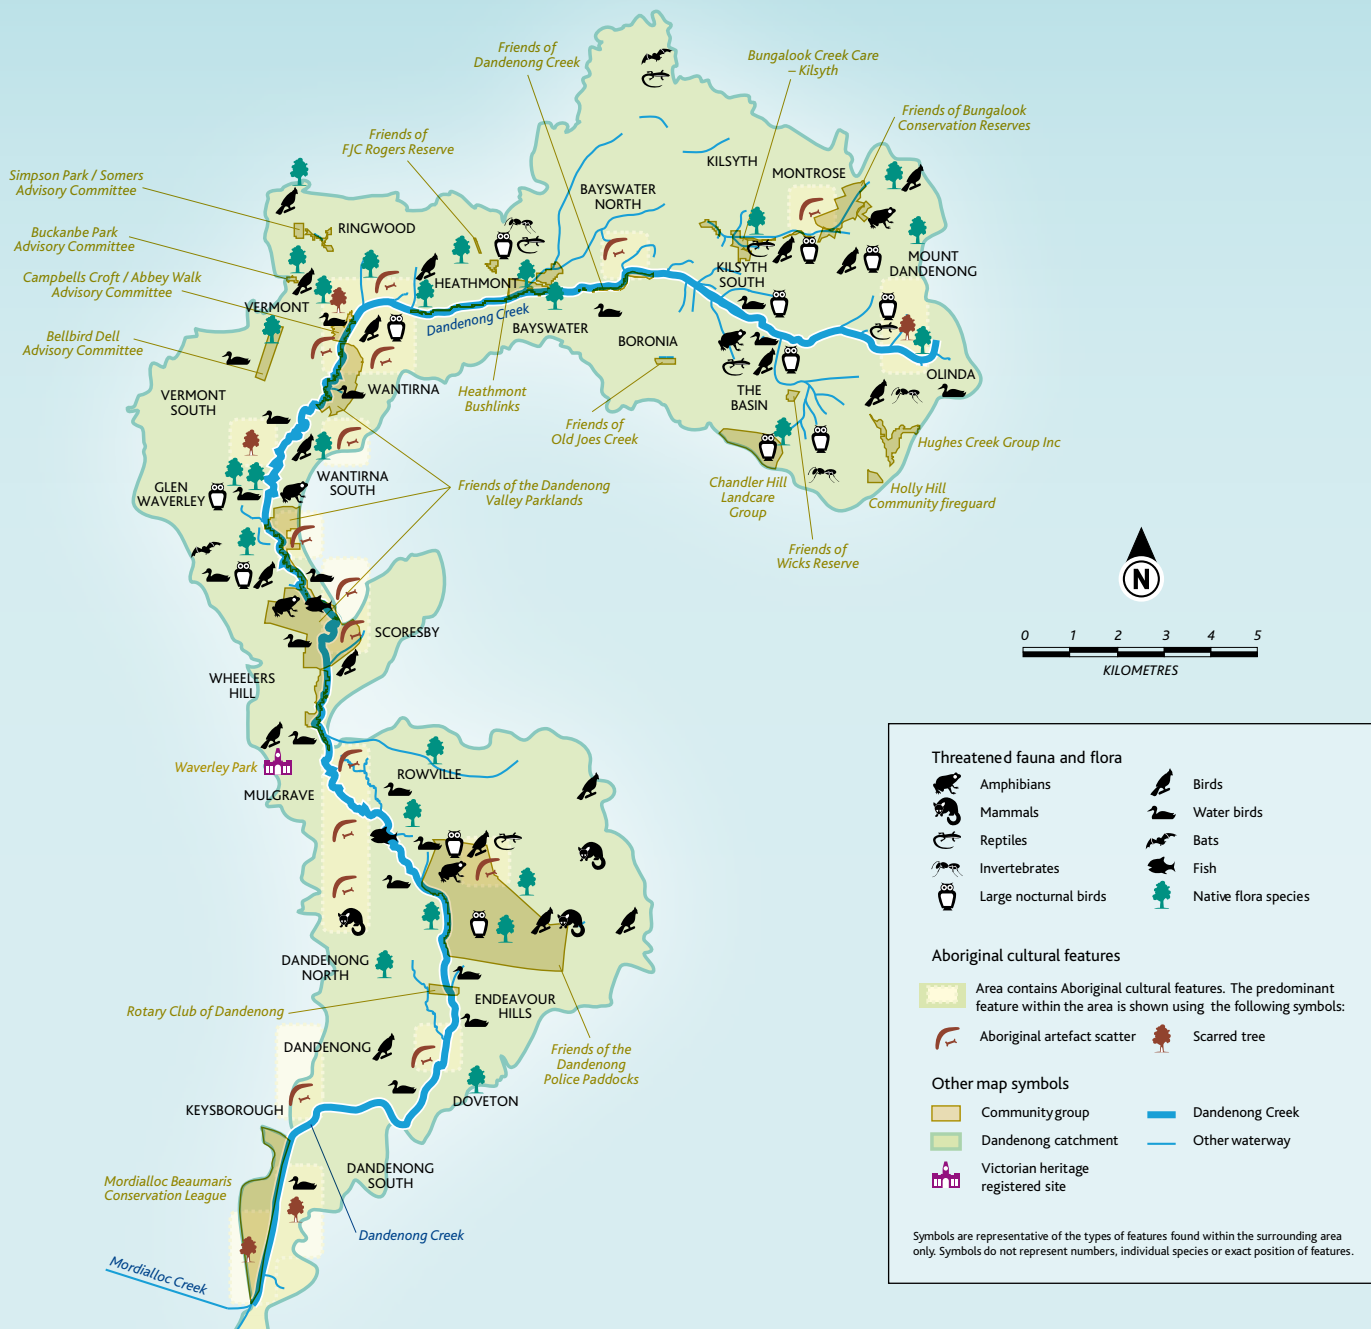 Friends of
Dandenong Creek
Bungalook Creek Care
– Kilsyth
Friends of Bungalook
Conservation Reserves
Friends of
FJC Rogers Reserve
Simpson Park / Somers
Advisory Committee
Buckanbe Park
Advisory Committee
Campbells Croft / Abbey Walk
Advisory Committee
Bellbird Dell
Advisory Committee
KILSYTH
MONTROSE
BAYSWATER
NORTH
RINGWOOD
HEATHMONT
KILSYTH
SOUTH
MOUNT
DANDENONG
VERMONT
Dandenong Creek
BAYSWATER
BORONIA
OLINDA
VERMONT
SOUTH
WANTIRNA
Heathmont
Bushlinks
THE
BASIN
Friends of
Old Joes Creek
Hughes Creek Group Inc
WANTIRNA
SOUTH
GLEN
WAVERLEY
Friends of the Dandenong
Valley Parklands
Chandler Hill
Landcare
Group
Holly Hill
Community fireguard
Friends of
Wicks Reserve
N
SCORESBY
0 1 2 3 4 5
KILOMETRES
WHEELERS
HILL
Waverley Park
MULGRAVE
ROWVILLE
DANDENONG
NORTH
Rotary Club of Dandenong
ENDEAVOUR
HILLS
DANDENONG
Friends of the
Dandenong
Police Paddocks
KEYSBOROUGH
DOVETON
DANDENONG
SOUTH
Mordialloc Beaumaris
Conservation League
Dandenong Creek
Mordialloc Creek
Threatened fauna and flora
Amphibians
Birds
Mammals
Water birds
Reptiles
Bats
Invertebrates
Fish
Large nocturnal birds
Native flora species
Aboriginal cultural features
Area contains Aboriginal cultural features. The predominant
feature within the area is shown using the following symbols:
Aboriginal artefact scatter
Scarred tree
Other map symbols
Community group
Dandenong Creek
Dandenong catchment
Other waterway
Victorian heritage
registered site
Symbols are representative of the types of features found within the surrounding area
only. Symbols do not represent numbers, individual species or exact position of features.